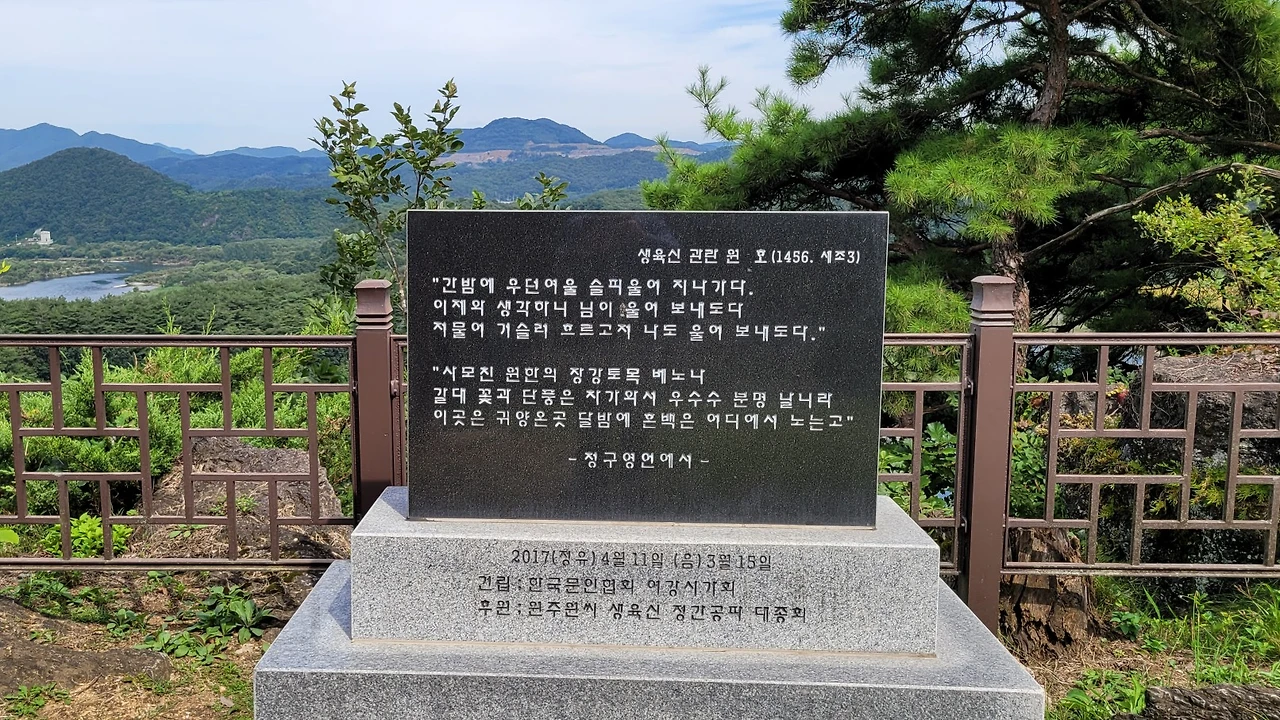 생육신 관란 원 호(1456. 세조3)
"간밤에 우던여울 슬피울어 지나가다.
이제와 생각하니 님이 울어 보내도다
저물이 거슬러 흐르고저 나도 울어 보내도다."
"사모친 원한의 장강토목 베노나
갈대 꽃과 단풍은 차가와서 우수수 분명 날니라
이곳은 귀양온곳 달밤에 혼백은 어디에서 노는고"
- 청구영언에서 -
2017(정유) 4월 11일 (음) 3월 15일
건립 : 한국문인협회 여강시가회
후원 : 원주원씨 생육신 정간공파 대종회